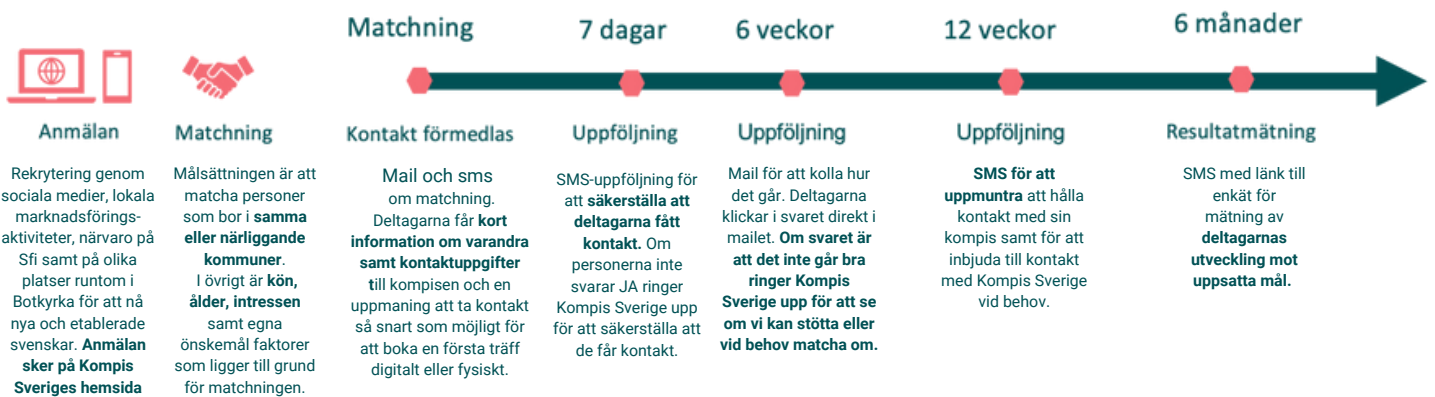 Anmälan
Rekrytering genom
sociala medier, lokala
marknadsförings-
aktiviteter, närvaro på
Sfi samt på olika
platser runtom i
Botkyrka för att nå
nya och etablerade
svenskar. Anmälan
sker på Kompis
Sveriges hemsida
Matchning
Målsättningen är att
matcha personer
som bor i samma
eller närliggande
kommuner.
I övrigt är kön,
ålder, intressen
samt egna
önskemål faktorer
som ligger till grund
för matchningen.
Matchning
Kontakt förmedlas
Mail och sms
om matchning.
Deltagarna får kort
information om varandra
samt kontaktuppgifter
till kompisen och en
uppmaning att ta kontakt
så snart som möjligt för
att boka en första träff
digitalt eller fysiskt.
7 dagar
Uppföljning
SMS-uppföljning för
att säkerställa att
deltagarna fått
kontakt. Om
personerna inte
svarar JA ringer
Kompis Sverige upp
för att säkerställa att
de får kontakt.
6 veckor
Uppföljning
Mail för att kolla hur
det går. Deltagarna
klickar i svaret direkt i
mailet. Om svaret är
att det inte går bra
ringer Kompis
Sverige upp för att se
om vi kan stötta eller
vid behov matcha om.
12 veckor
Uppföljning
SMS för att
uppmuntra att hålla
kontakt med sin
kompis samt för att
inbjuda till kontakt
med Kompis Sverige
vid behov.
6 månader
Resultatmätning
SMS med länk till
enkät för
mätning av
deltagarnas
utveckling mot
uppsatta mål.